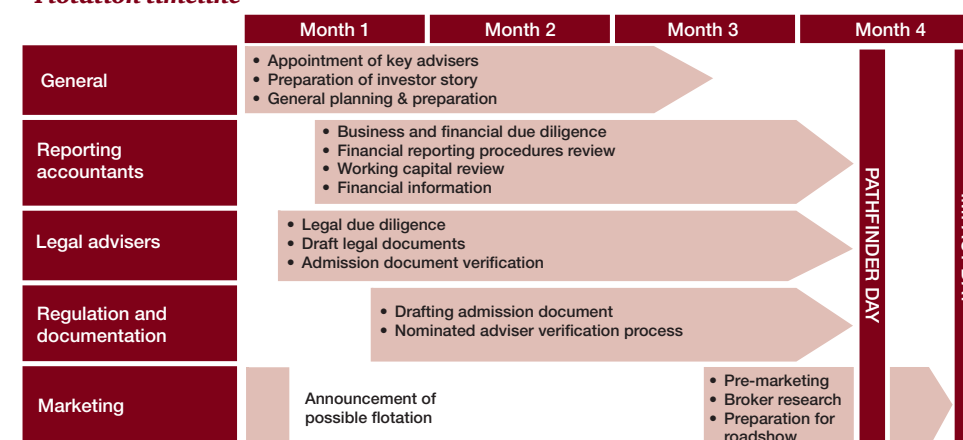 Flotation timeline
Month 1
Month 2
Month 3
Month 4
General
• Appointment of key advisers
• Preparation of investor story
• General planning & preparation
Reporting
accountants
• Business and financial due diligence
• Financial reporting procedures review
• Working capital review
• Financial information
Legal advisers
• Legal due diligence
• Draft legal documents
• Admission document verification
Regulation and
documentation
• Drafting admission document
• Nominated adviser verification process
Marketing
Announcement of
possible flotation
• Pre-marketing
• Broker research
• Preparation for
roadshow
PATHFINDER DAY